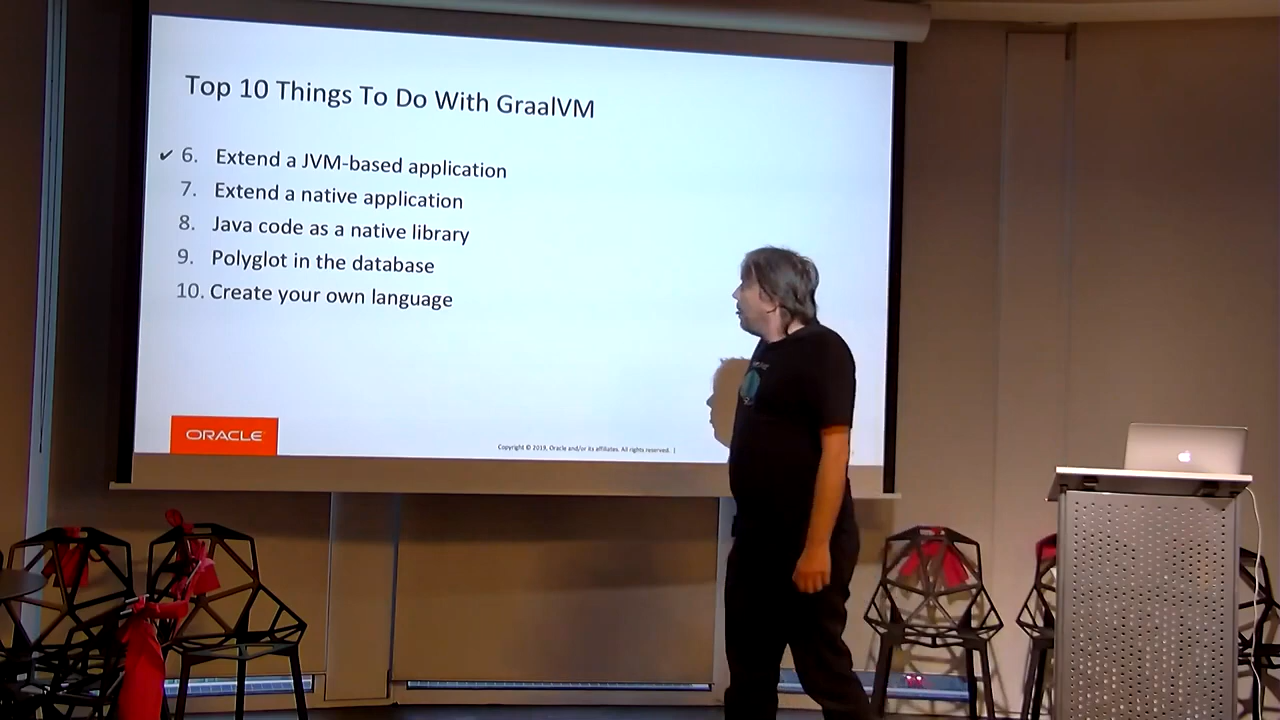 Top 10 Things To Do With GraalVM
✔ 6. Extend a JVM-based application
7. Extend a native application
8. Java code as a native library
9. Polyglot in the database
10. Create your own language
ORACLE
Copyright © 2019, Oracle and/or its affiliates. All rights reserved. |